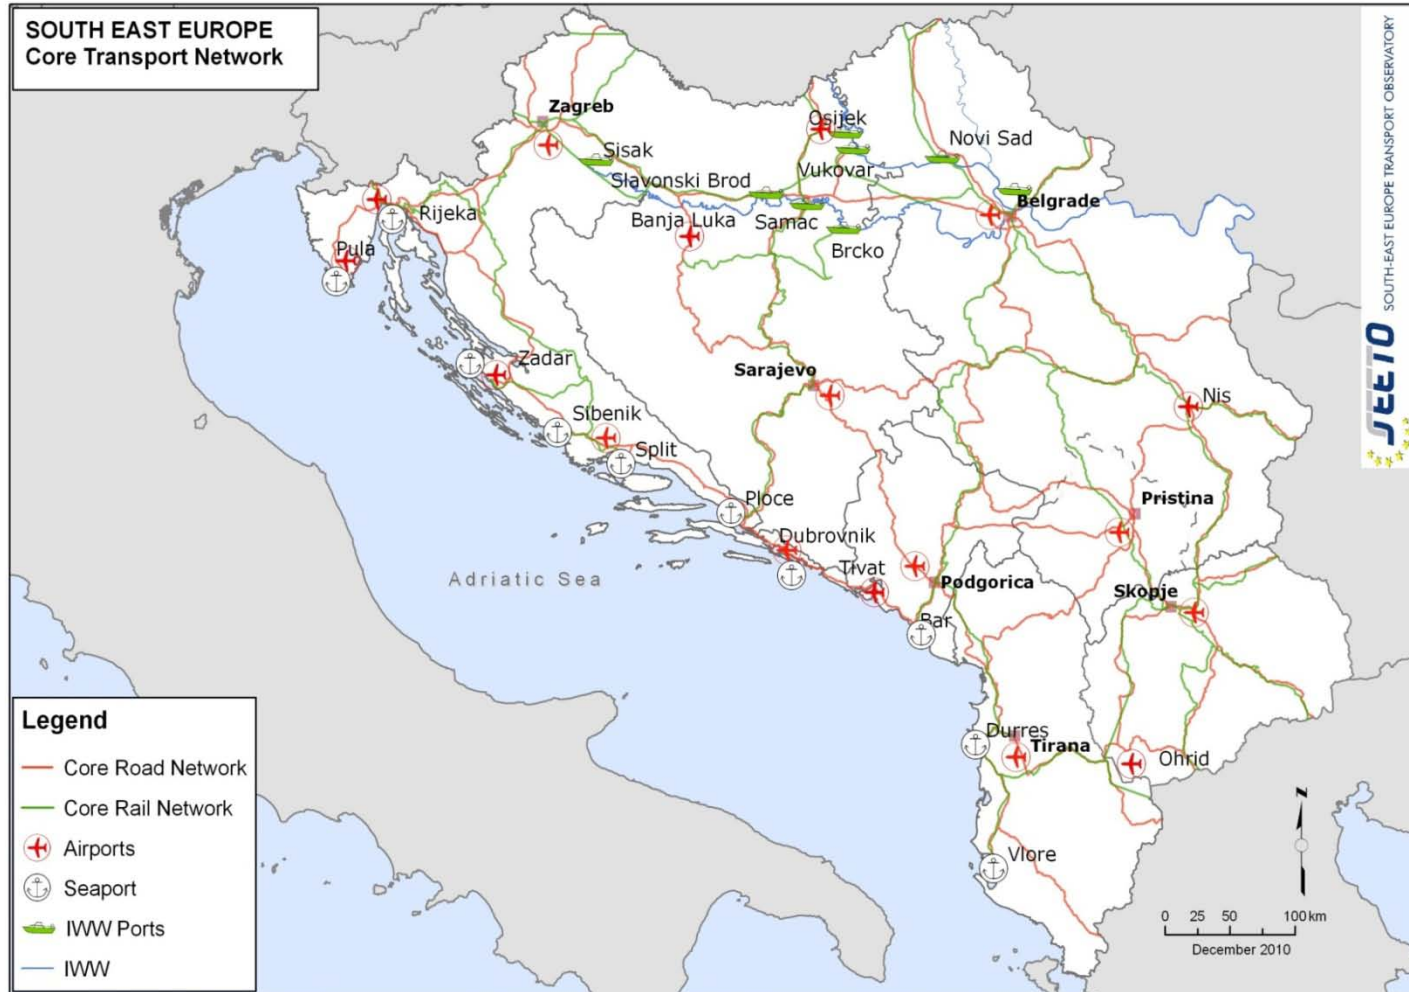 SOUTH EAST EUROPE
Core Transport Network
SOUTH-EAST EUROPE TRANSPORT OBSERVATORY
SEETO
Zagreb
Osijek
Sisak
Novi Sad
Vukovar
Slavonski Brod
Belgrade
Rijeka
Banja Luka
Samac
Brcko
Pula
Zadar
Sarajevo
Nis
Sibenik
Split
Ploce
Pristina
Dubrovnik
Adriatic Sea
Tivat
Podgorica
Skopje
Bar
Durres
Tirana
Ohrid
Vlore
Legend
Core Road Network
Core Rail Network
Airports
Seaport
IWW Ports
IWW
N
0 25 50 100 km
December 2010